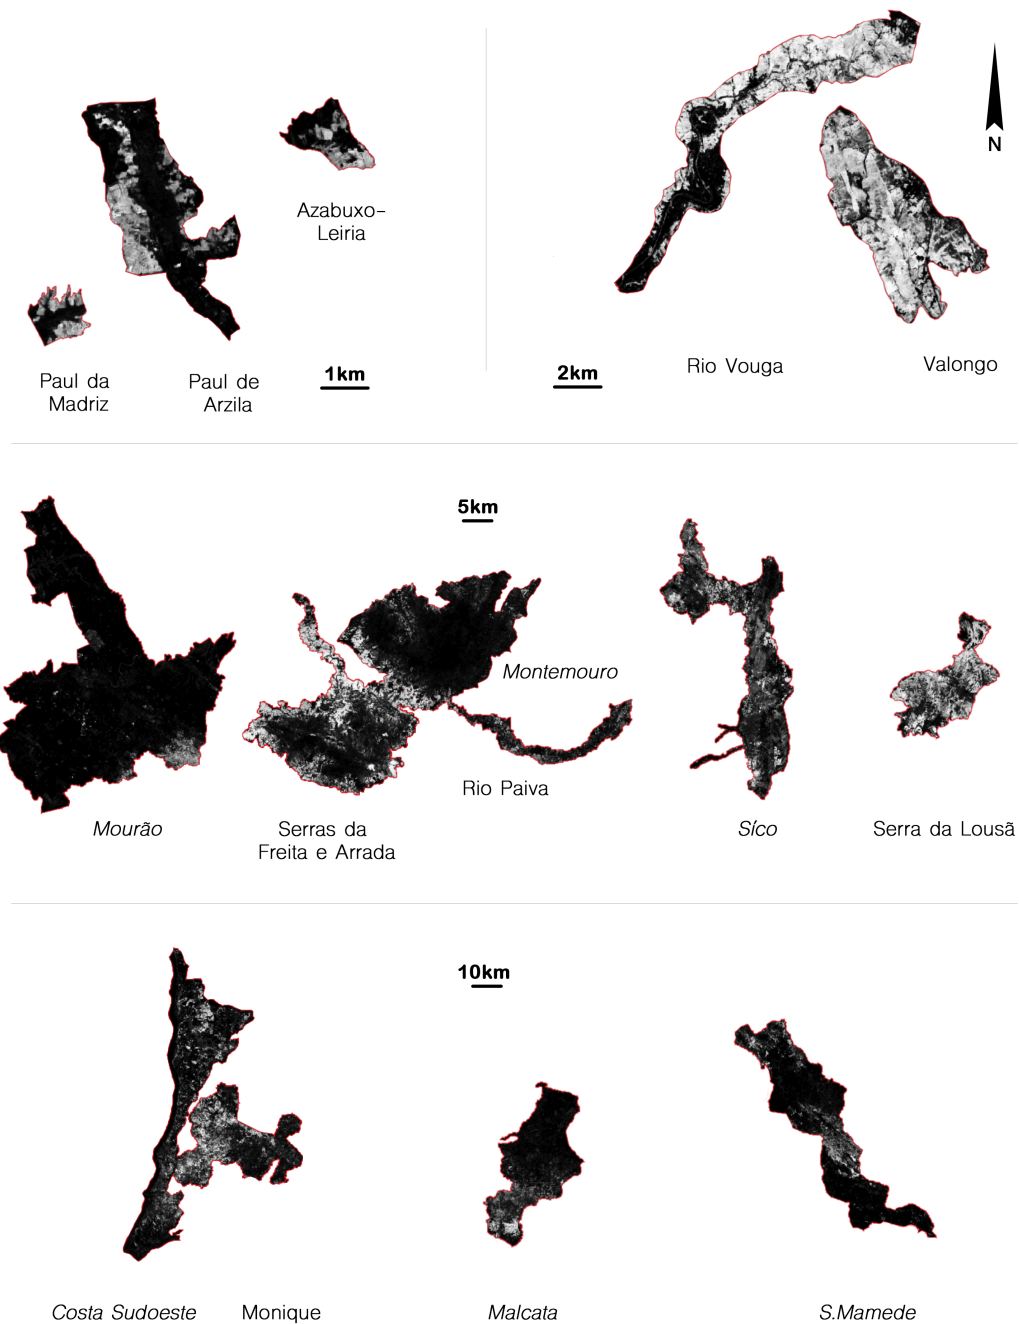 N
Azabuxo-
Leiria
Paul da
Madriz
Paul de
Arzila
1km
2km
Rio Vouga
Valongo
5km
Montemouro
Rio Paiva
Mourão
Serras da
Freita e Arrada
Síco
Serra da Lousã
10km
Costa Sudoeste
Monique
Malcata
S.Mamede